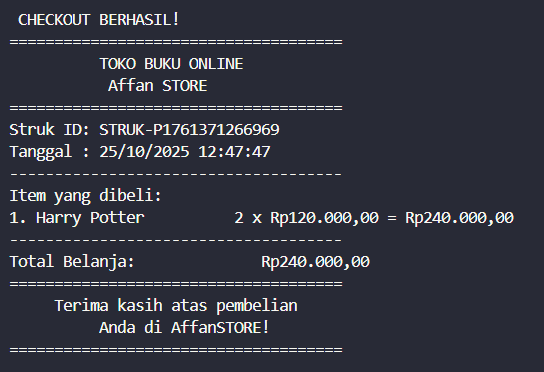 CHECKOUT BERHASIL!
=====================================
TOKO BUKU ONLINE
Affan STORE
=====================================
Struk ID: STRUK-P1761371266969
Tanggal : 25/10/2025 12:47:47
-------------------------------------
Item yang dibeli:
1. Harry Potter          2 x Rp120.000,00 = Rp240.000,00
-------------------------------------
Total Belanja:              Rp240.000,00
=====================================
Terima kasih atas pembelian
Anda di AffanSTORE!
=====================================